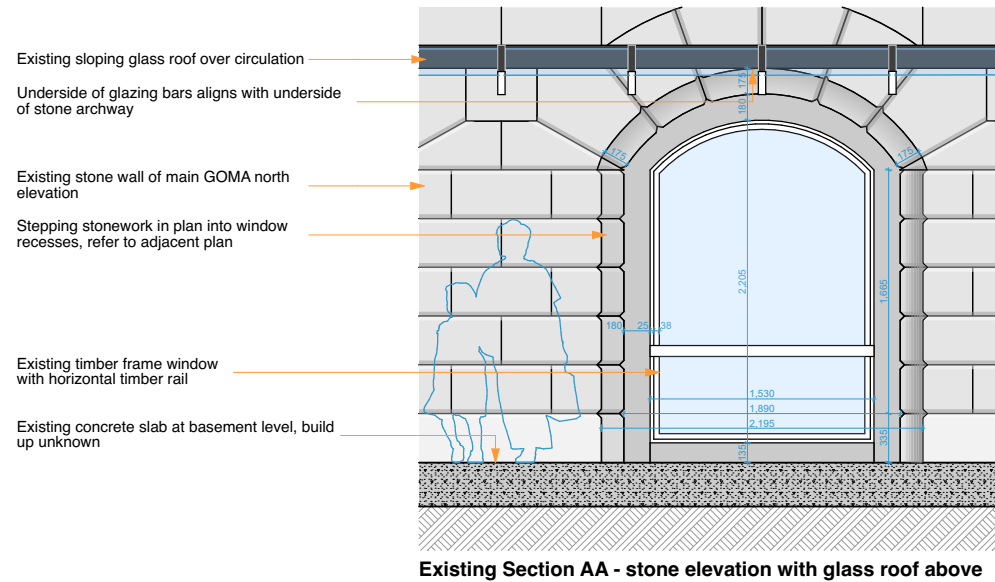 Existing sloping glass roof over circulation
Underside of glazing bars aligns with underside
of stone archway
Existing stone wall of main GOMA north
elevation
Stepping stonework in plan into window
recesses, refer to adjacent plan
Existing timber frame window
with horizontal timber rail
Existing concrete slab at basement level, build
up unknown
175
180
175
175
2,205
1,665
180
25
38
1,530
1,890
2,195
335
135
Existing Section AA - stone elevation with glass roof above